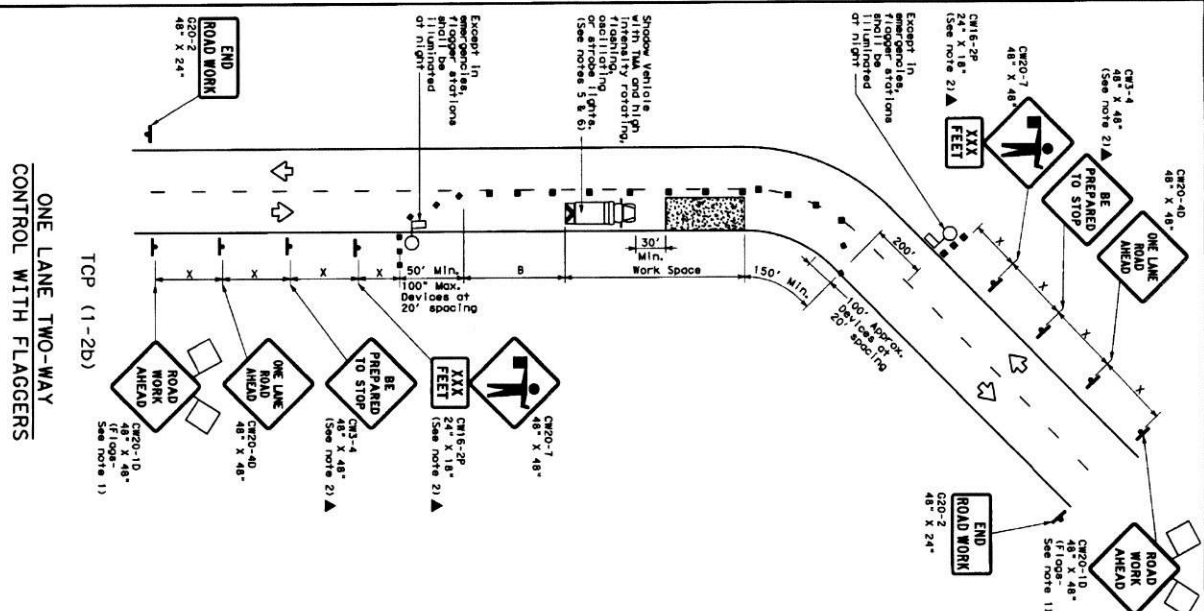 CW20-4D
48" X 48"
ONE LANE
ROAD
AHEAD
CW3-4
48" X 48"
(See note 2) ▲
BE
PREPARED
TO STOP
CW20-7
48" X 48"
CW16-2P
24" X 18"
(See note 2) ▲
XXX
FEET
Except in
emergencies,
flagger stations
shall be
illuminated
at night
Shadow Vehicle
with TMA and high
intensity rotating,
flashing,
oscillating
or strobe lights.
(See notes 5 & 6)
Except in
emergencies,
flagger stations
shall be
illuminated
at night
END
ROAD WORK
G20-2
48" X 24"
X
X
X
X
200'
100' Approx.
Devices at
20' spacing
150'
Min.
30'
Min.
Work Space
B
50' Min.
100" Max.
Devices at
20' spacing
X
X
X
X
ROAD
WORK
AHEAD
CW20-1D
48" X 48"
(Flags-
See note 1)
END
ROAD WORK
G20-2
48" X 24"
CW20-7
48" X 48"
XXX
FEET
CW16-2P
24" X 18"
(See note 2) ▲
BE
PREPARED
TO STOP
CW3-4
48" X 48"
(See note 2) ▲
ONE LANE
ROAD
AHEAD
CW20-4D
48" X 48"
ROAD
WORK
AHEAD
CW20-1D
48" X 48"
(Flags-
See note 1)
TCP (1-2b)
ONE LANE TWO-WAY
CONTROL WITH FLAGGERS